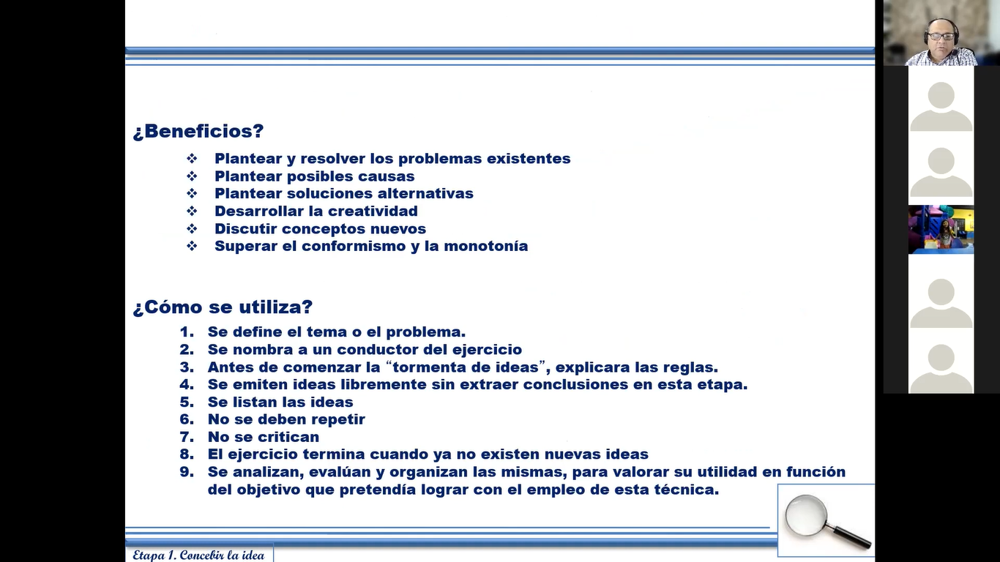 ¿Beneficios?
❖ Plantear y resolver los problemas existentes
❖ Plantear posibles causas
❖ Plantear soluciones alternativas
❖ Desarrollar la creatividad
❖ Discutir conceptos nuevos
❖ Superar el conformismo y la monotonía
¿Cómo se utiliza?
1. Se define el tema o el problema.
2. Se nombra a un conductor del ejercicio
3. Antes de comenzar la “tormenta de ideas”, explicara las reglas.
4. Se emiten ideas libremente sin extraer conclusiones en esta etapa.
5. Se listan las ideas
6. No se deben repetir
7. No se critican
8. El ejercicio termina cuando ya no existen nuevas ideas
9. Se analizan, evalúan y organizan las mismas, para valorar su utilidad en función
del objetivo que pretendía lograr con el empleo de esta técnica.
Etapa 1. Concebir la idea